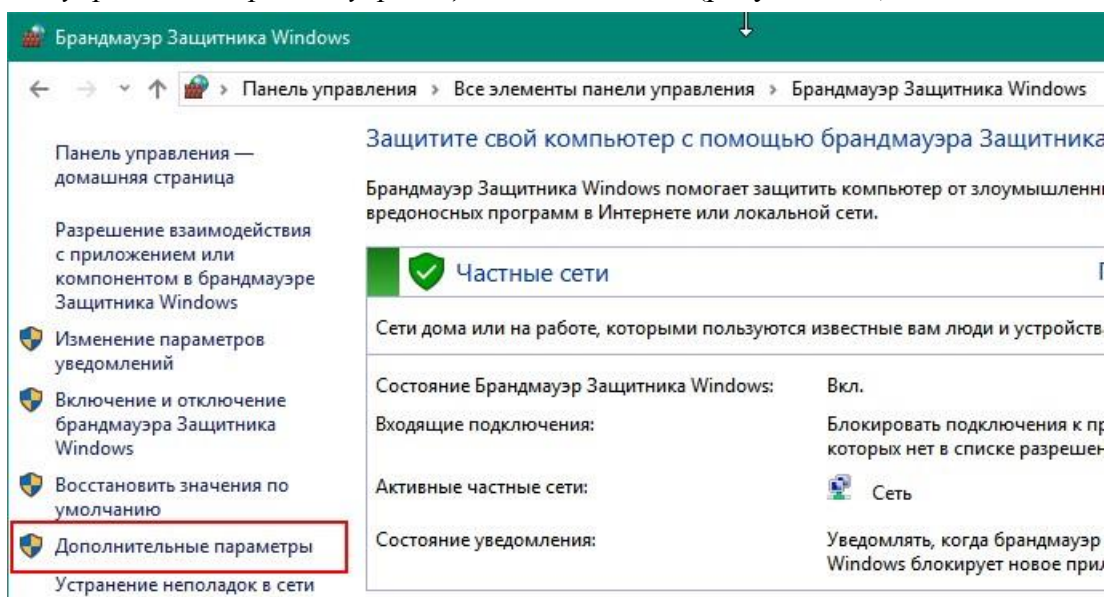 Брандмауэр Защитника Windows
Панель управления › Все элементы панели управления › Брандмауэр Защитника Windows
Панель управления —
домашняя страница
Разрешение взаимодействия
с приложением или
компонентом в брандмауэре
Защитника Windows
Изменение параметров
уведомлений
Включение и отключение
брандмауэра Защитника
Windows
Восстановить значения по
умолчанию
Дополнительные параметры
Устранение неполадок в сети
Защитите свой компьютер с помощью брандмауэра Защитника
Брандмауэр Защитника Windows помогает защитить компьютер от
вредоносных программ в Интернете или локальной сети.
Частные сети
Сети дома или на работе, которыми пользуются известные вам люди и
Состояние Брандмауэр Защитника Windows: Вкл.
Входящие подключения: Блокировать подключения к
которых нет в списке
Активные частные сети: Сеть
Состояние уведомления: Уведомлять, когда брандмауэр
Windows блокирует новое